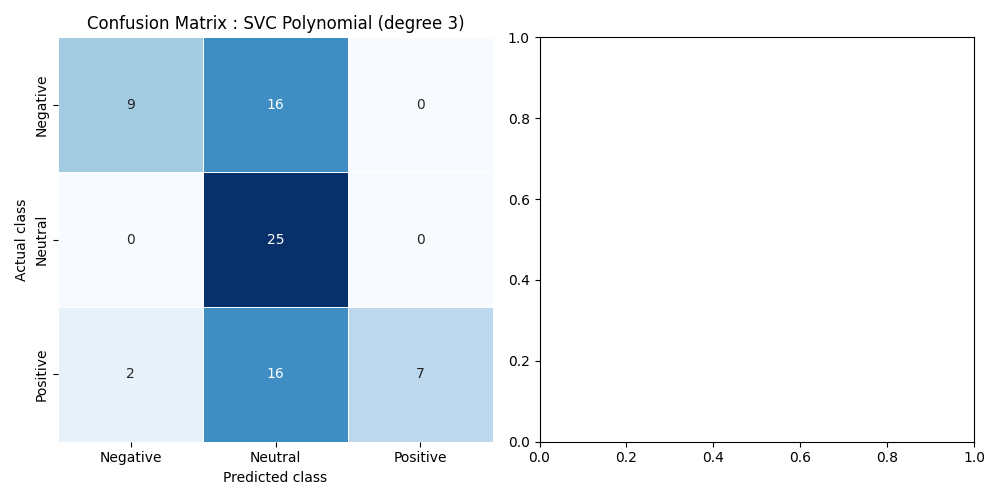 Confusion Matrix : SVC Polynomial (degree 3)
Actual class
Negative
9 16 0
Neutral
0 25 0
Positive
2 16 7
Negative Neutral Positive
Predicted class
1.0
0.8
0.6
0.4
0.2
0.0
0.0 0.2 0.4 0.6 0.8 1.0